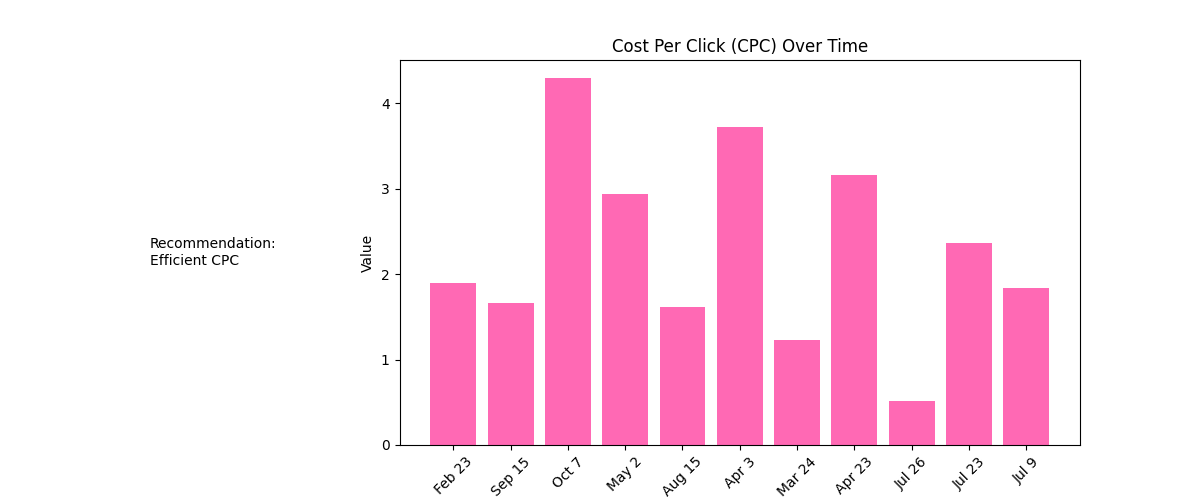 Cost Per Click (CPC) Over Time
Recommendation:
Efficient CPC
Value
4
3
2
1
0
Feb 23
Sep 15
Oct 7
May 2
Aug 15
Apr 3
Mar 24
Apr 23
Jul 26
Jul 23
Jul 9